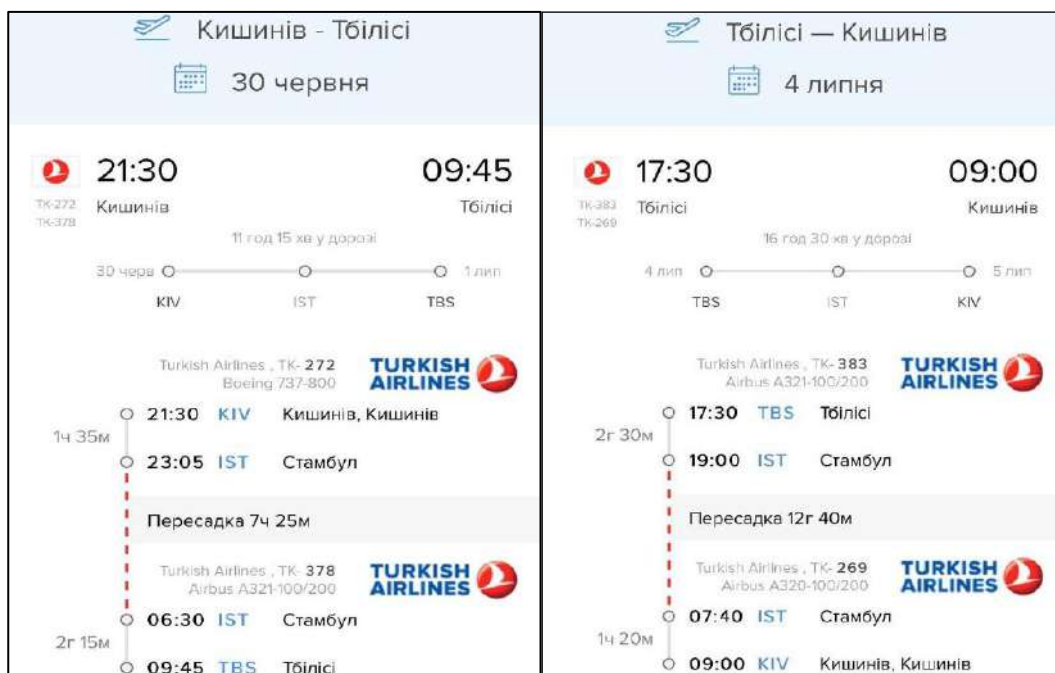 Кишинів - Тбілісі
30 червня
21:30 09:45
TK-272 Кишинів Тбілісі
TK-378
11 год 15 хв у дорозі
30 черв 1 лип
KIV IST TBS
Turkish Airlines , TK- 272
Boeing 737-800
TURKISH
AIRLINES
21:30 KIV Кишинів, Кишинів
1ч 35м
23:05 IST Стамбул
Пересадка 7ч 25м
Turkish Airlines , TK- 378
Airbus A321-100/200
TURKISH
AIRLINES
06:30 IST Стамбул
2г 15м
09:45 TBS Тбілісі
Тбілісі — Кишинів
4 липня
17:30 09:00
TK-383 Тбілісі Кишинів
TK-269
16 год 30 хв у дорозі
4 лип 5 лип
TBS IST KIV
Turkish Airlines , TK- 383
Airbus A321-100/200
TURKISH
AIRLINES
17:30 TBS Тбілісі
2г 30м
19:00 IST Стамбул
Пересадка 12г 40м
Turkish Airlines , TK- 269
Airbus A320-100/200
TURKISH
AIRLINES
07:40 IST Стамбул
1ч 20м
09:00 KIV Кишинів, Кишинів